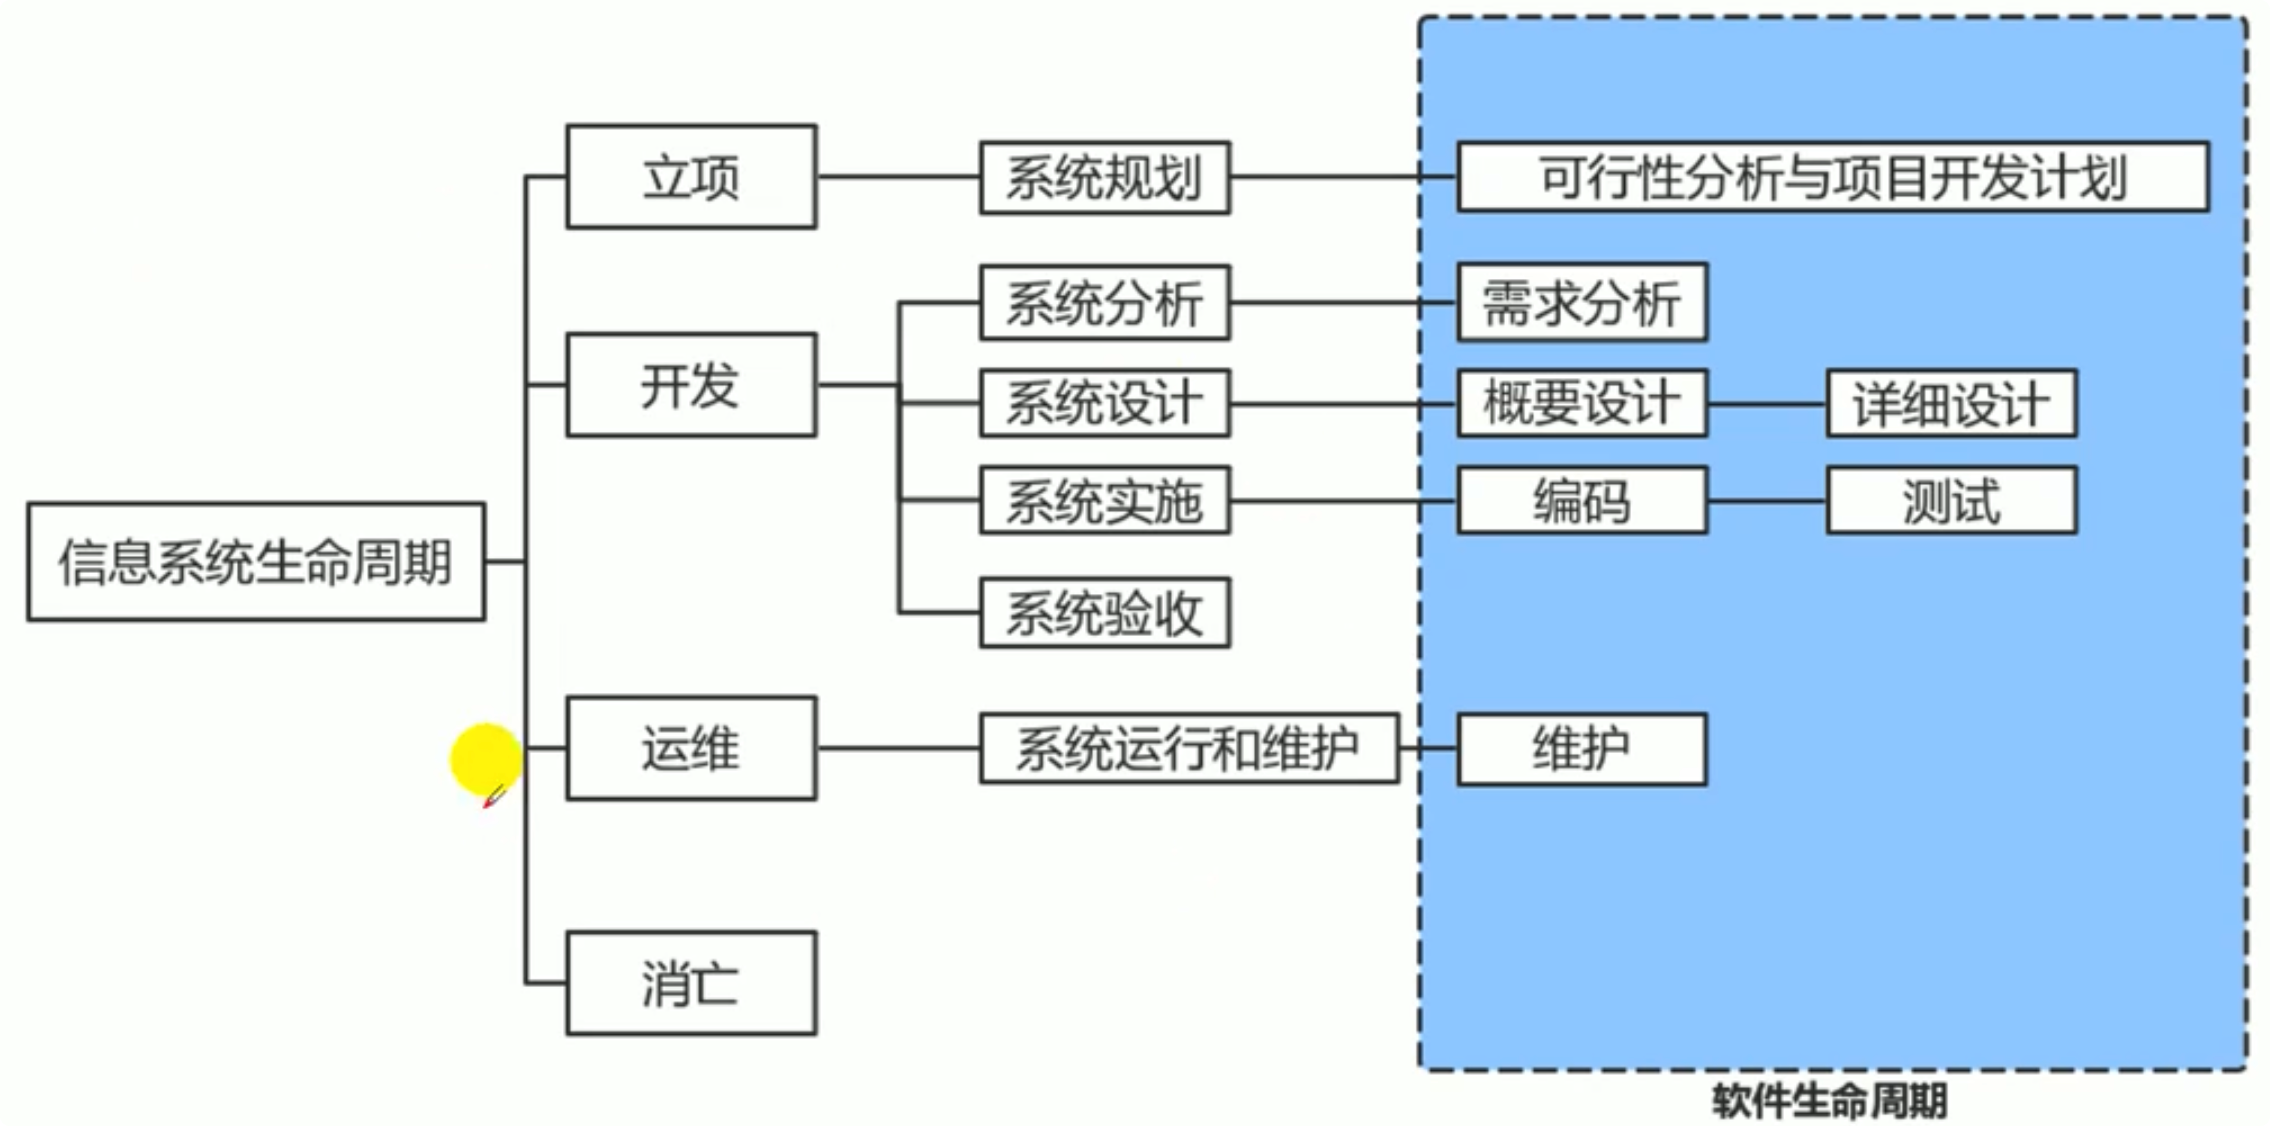 立项
系统规划
可行性分析与项目开发计划
系统分析
需求分析
开发
系统设计
概要设计
详细设计
系统实施
编码
测试
信息系统生命周期
系统验收
运维
系统运行和维护
维护
消亡
软件生命周期